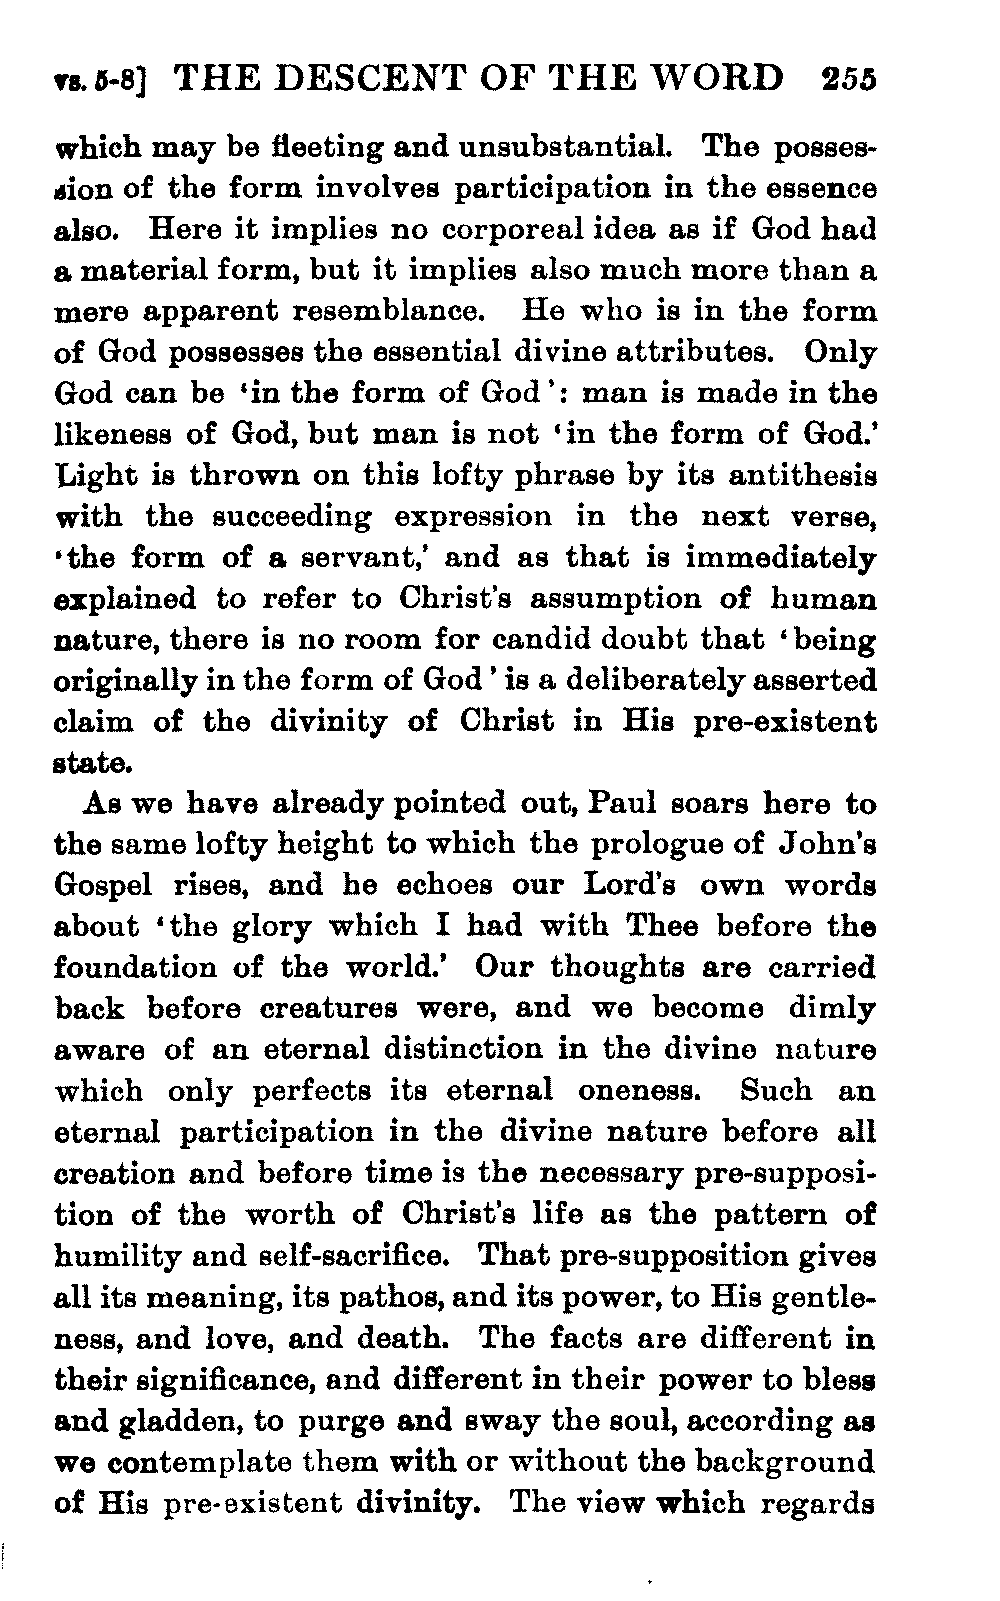 vs. 5-8] THE DESCENT OF THE WORD 255
which may be fleeting and unsubstantial. The posses-
sion of the form involves participation in the essence
also. Here it implies no corporeal idea as if God had
a material form, but it implies also much more than a
mere apparent resemblance. He who is in the form
of God possesses the essential divine attributes. Only
God can be ‘in the form of God’: man is made in the
likeness of God, but man is not ‘in the form of God.’
Light is thrown on this lofty phrase by its antithesis
with the succeeding expression in the next verse,
‘the form of a servant,’ and as that is immediately
explained to refer to Christ’s assumption of human
nature, there is no room for candid doubt that ‘being
originally in the form of God’ is a deliberately asserted
claim of the divinity of Christ in His pre-existent
state.
As we have already pointed out, Paul soars here to
the same lofty height to which the prologue of John’s
Gospel rises, and he echoes our Lord’s own words
about ‘the glory which I had with Thee before the
foundation of the world.’ Our thoughts are carried
back before creatures were, and we become dimly
aware of an eternal distinction in the divine nature
which only perfects its eternal oneness. Such an
eternal participation in the divine nature before all
creation and before time is the necessary pre-supposi-
tion of the worth of Christ’s life as the pattern of
humility and self-sacrifice. That pre-supposition gives
all its meaning, its pathos, and its power, to His gentle-
ness, and love, and death. The facts are different in
their significance, and different in their power to bless
and gladden, to purge and sway the soul, according as
we contemplate them with or without the background
of His pre-existent divinity. The view which regards